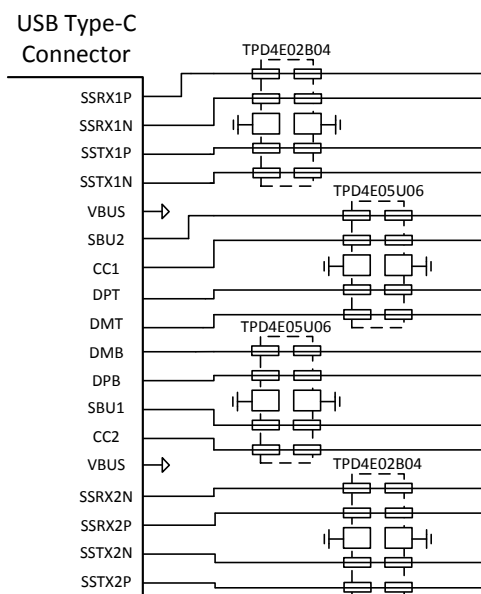 USB Type-C
Connector
TPD4E02B04
SSRX1P
SSRX1N
SSTX1P
SSTX1N
TPD4E05U06
VBUS
SBU2
CC1
DPT
DMT
TPD4E05U06
DMB
DPB
SBU1
CC2
VBUS
TPD4E02B04
SSRX2N
SSRX2P
SSTX2N
SSTX2P